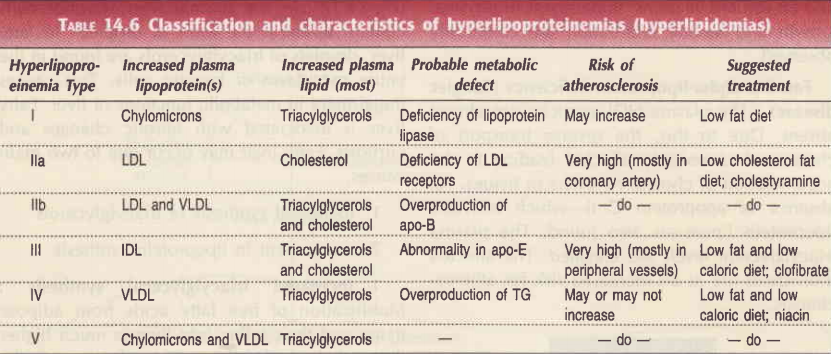 TABLE 14.6 Classification and characteristics of hyperlipoproteinemias (hyperlipidemias)
Hyperlipopro- Increased plasma Increased plasma Probable metabolic Risk of Suggested
einemia Type lipoprotein(s) lipid (most) defect atherosclerosis treatment
I Chylomicrons Triacylglycerols Deficiency of lipoprotein May increase Low fat diet
lipase
IIa LDL Cholesterol Deficiency of LDL Very high (mostly in Low cholesterol fat
receptors coronary artery) diet; cholestyramine
IIb LDL and VLDL Triacylglycerols Overproduction of — do — — do —
and cholesterol apo-B
III IDL Triacylglycerols Abnormality in apo-E Very high (mostly in Low fat and low
and cholesterol peripheral vessels) caloric diet; clofibrate
IV VLDL Triacylglycerols Overproduction of TG May or may not Low fat and low
increase caloric diet; niacin
V Chylomicrons and VLDL Triacylglycerols — — do — — do —